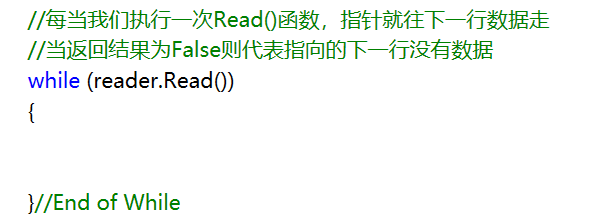 //每当我们执行一次Read()函数，指针就往下一行数据走
//当返回结果为False则代表指向的下一行没有数据
while (reader.Read())
{
}//End of While